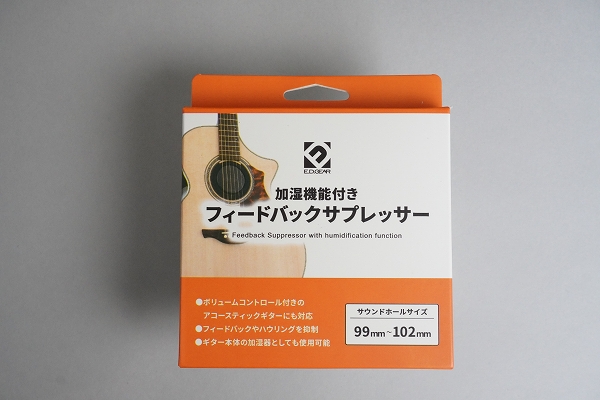 E.D.GEAR
加湿機能付き
フィードバックサプレッサー
Feedback Suppressor with humidification function
●ボリュームコントロール付きの
アコースティックギターにも対応
●フィードバックやハウリングを抑制
●ギター本体の加湿器としても使用可能
サウンドホールサイズ
99mm~102mm